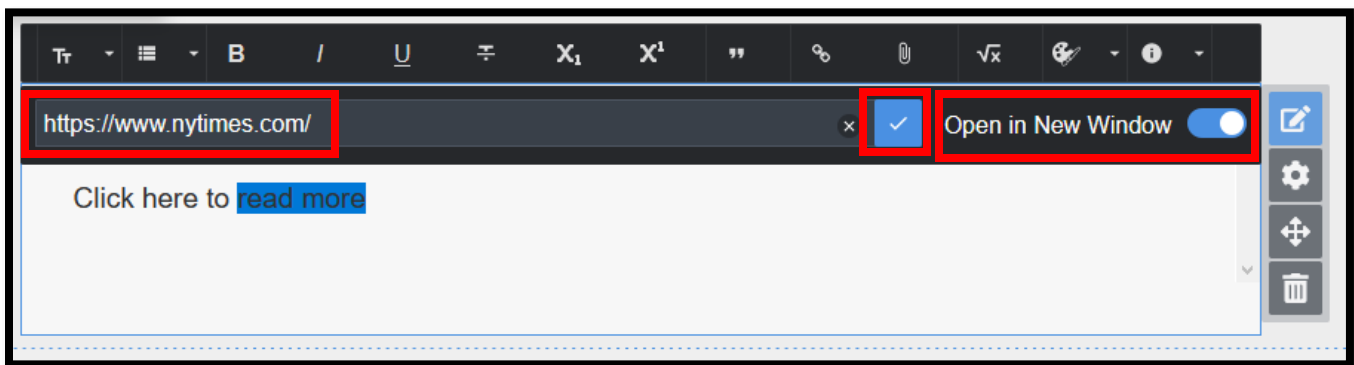 Tт B I U T X₁ X¹ " √x
https://www.nytimes.com/ Open in New Window
Click here to read more